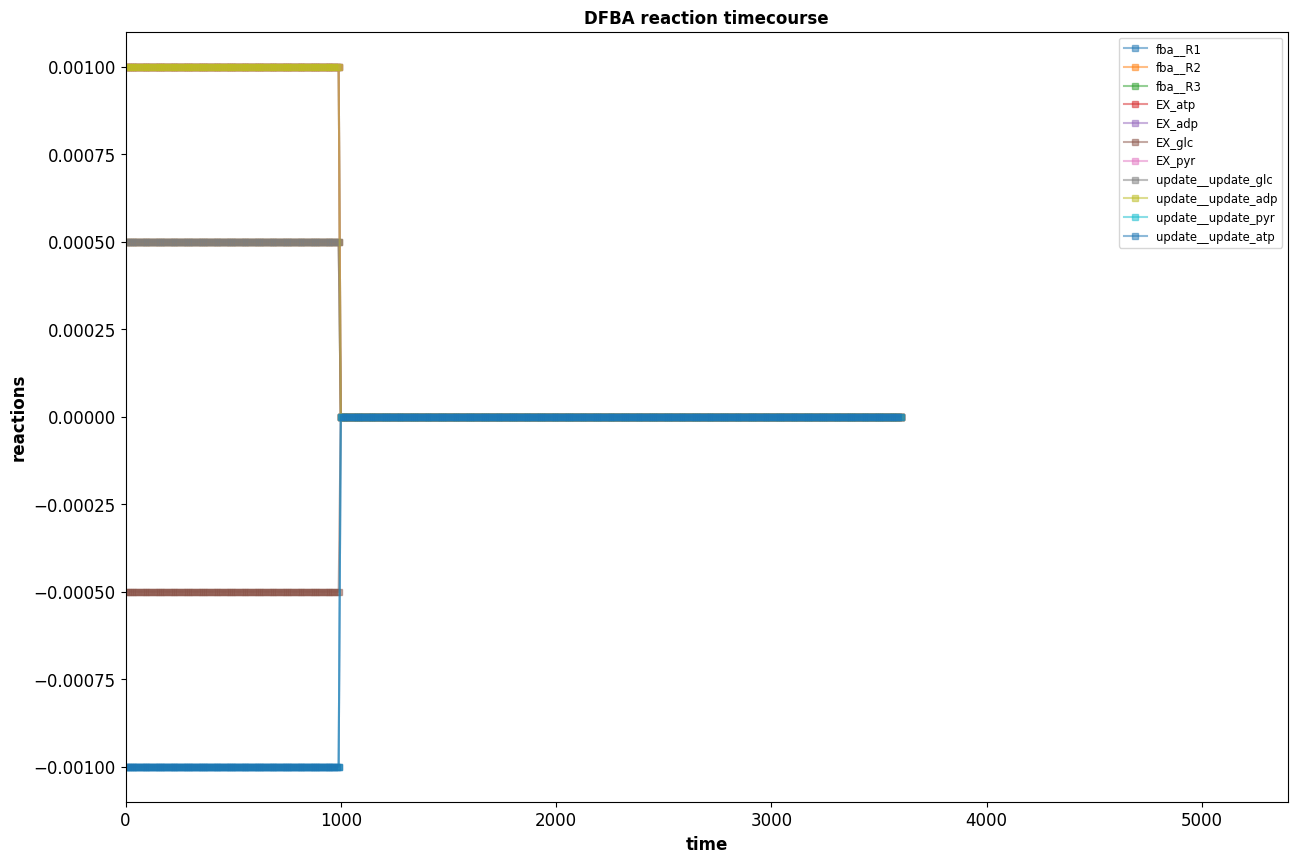 DFBA reaction timecourse
fba__R1
fba__R2
fba__R3
EX_atp
EX_adp
EX_glc
EX_pyr
update__update_glc
update__update_adp
update__update_pyr
update__update_atp
reactions
0.00100
0.00075
0.00050
0.00025
0.00000
−0.00025
−0.00050
−0.00075
−0.00100
0 1000 2000 3000 4000 5000
time